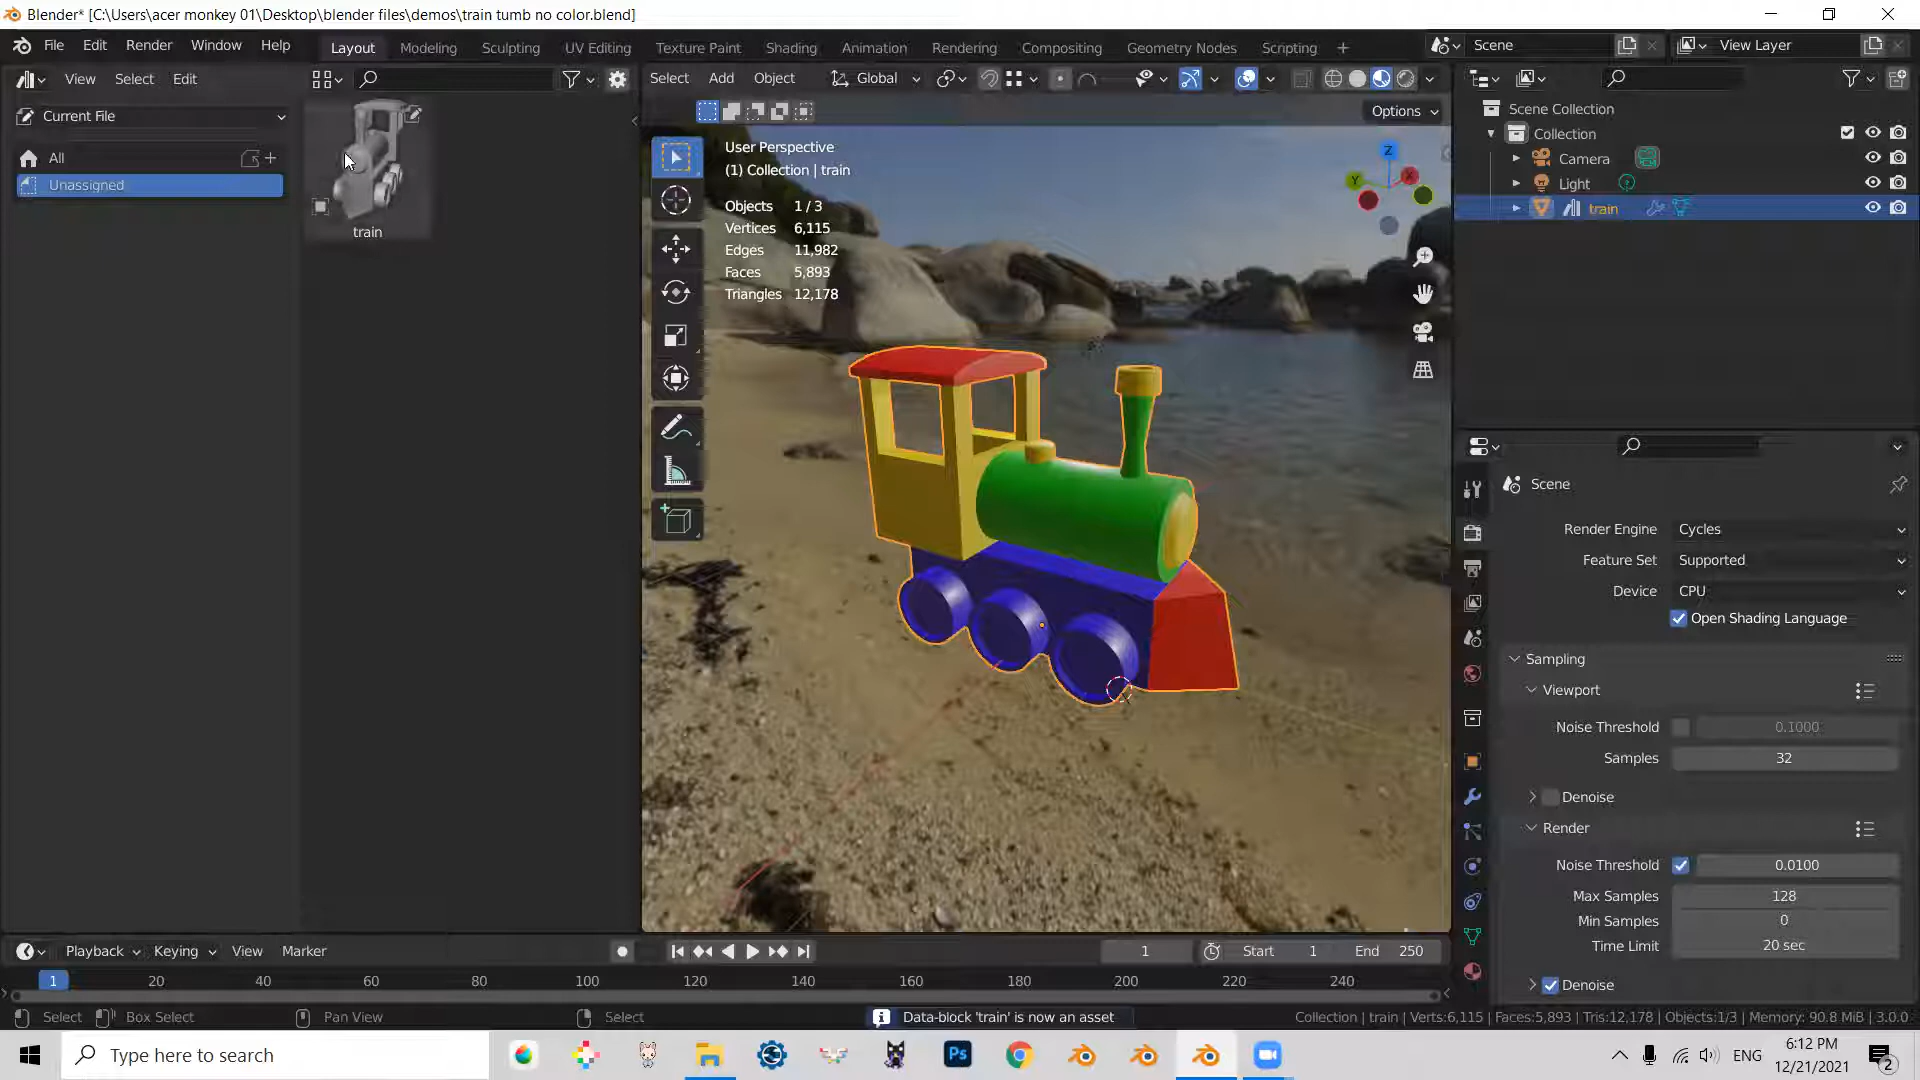 Blender* [C:\Users\acer monkey 01\Desktop\blender files\demos\train tumb no color.blend]
File Edit Render Window Help Layout Modeling Sculpting UV Editing Texture Paint Shading Animation Rendering Compositing Geometry Nodes Scripting + Scene View Layer
View Select Edit
Select Add Object Global
Current File
All
Unassigned
train
Options
User Perspective
(1) Collection | train
Objects 1 / 3
Vertices 6,115
Edges 11,982
Faces 5,893
Triangles 12,178
Z
Y
Scene Collection
Collection
Camera
Light
train
Scene
Render Engine Cycles
Feature Set Supported
Device CPU
Open Shading Language
Sampling
Viewport
Noise Threshold 0.1000
Samples 32
Denoise
Render
Noise Threshold 0.0100
Max Samples 128
Min Samples 0
Time Limit 20 sec
Denoise
Playback Keying View Marker 1 Start 1 End 250
1 20 40 60 80 100 120 140 160 180 200 220 240
Select Box Select Pan View Select Data-block 'train' is now an asset Collection | train | Verts:6,115 | Faces:5,893 | Tris:12,178 | Objects:1/3 | Memory: 90.8 MiB | 3.0.0
Type here to search
Ps
ENG
6:12 PM
12/21/2021
2